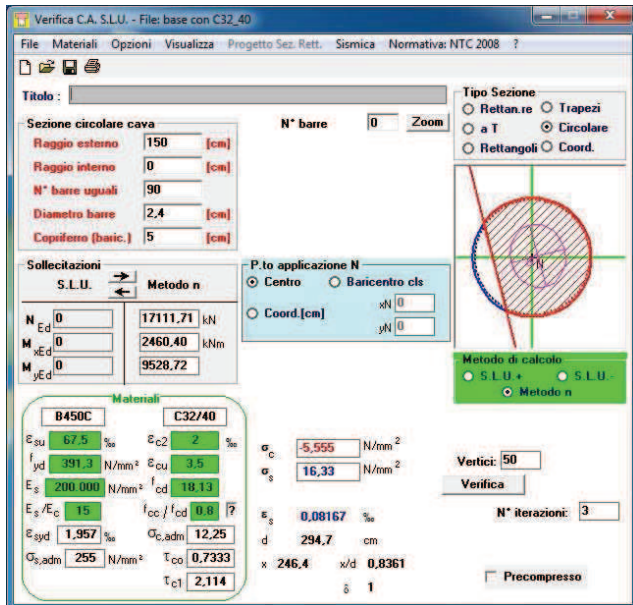 Verifica C.A. S.L.U. - File: base con C32_40
File Materiali Opzioni Visualizza Progetto Sez. Rett. Sismica Normativa: NTC 2008 ?
Titolo :
Tipo Sezione
Rettan.re Trapezi
a T Circolare
Rettangoli Coord.
Sezione circolare cava
Raggio esterno 150 [cm]
Raggio interno 0 [cm]
N° barre uguali 90
Diametro barre 2,4 [cm]
Copriferro (baric.) 5 [cm]
N° barre 0 Zoom
N
Sollecitazioni
S.L.U. Metodo n
N Ed 0 17111,71 kN
M xEd 0 2460,40 kNm
M yEd 0 9528,72
P.to applicazione N
Centro Baricentro cls
Coord.[cm] xN 0
yN 0
Metodo di calcolo
S.L.U.+ S.L.U.-
Metodo n
Materiali
B450C C32/40
εsu 67,5 ‰ εc2 2 ‰
fyd 391,3 N/mm² εcu 3,5
Es 200.000 N/mm² fcd 18,13
Es/Ec 15 fcc/fcd 0,8 ?
εsyd 1,957 ‰ σc,adm 12,25
σs,adm 255 N/mm² τco 0,7333
τc1 2,114
σc -5,555 N/mm²
σs 16,33 N/mm²
εs 0,08167 ‰
d 294,7 cm
x 246,4 x/d 0,8361
δ 1
Vertici: 50
Verifica
N° iterazioni: 3
Precompresso